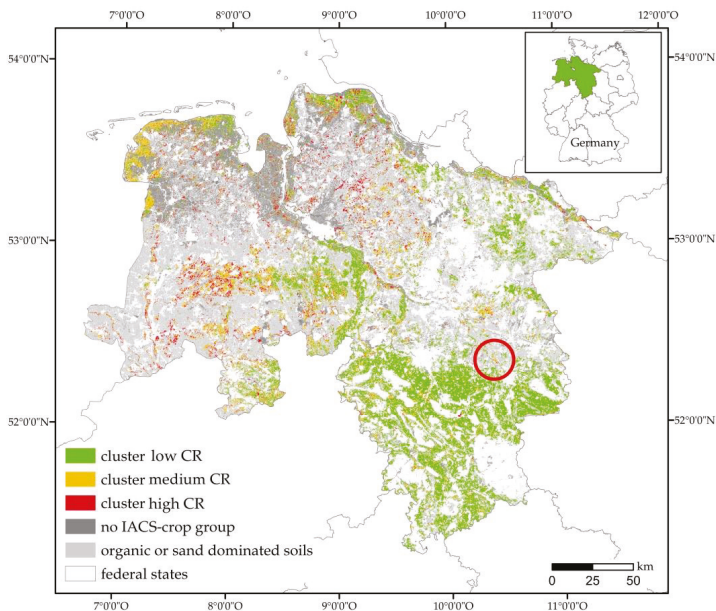 7°0'0"O 8°0'0"O 9°0'0"O 10°0'0"O 11°0'0"O 12°0'0"O
54°0'0"N
54°0'0"N
Germany
53°0'0"N
53°0'0"N
52°0'0"N
52°0'0"N
cluster low CR
cluster medium CR
cluster high CR
no IACS-crop group
organic or sand dominated soils
federal states
km
0 25 50
7°0'0"O 8°0'0"O 9°0'0"O 10°0'0"O 11°0'0"O